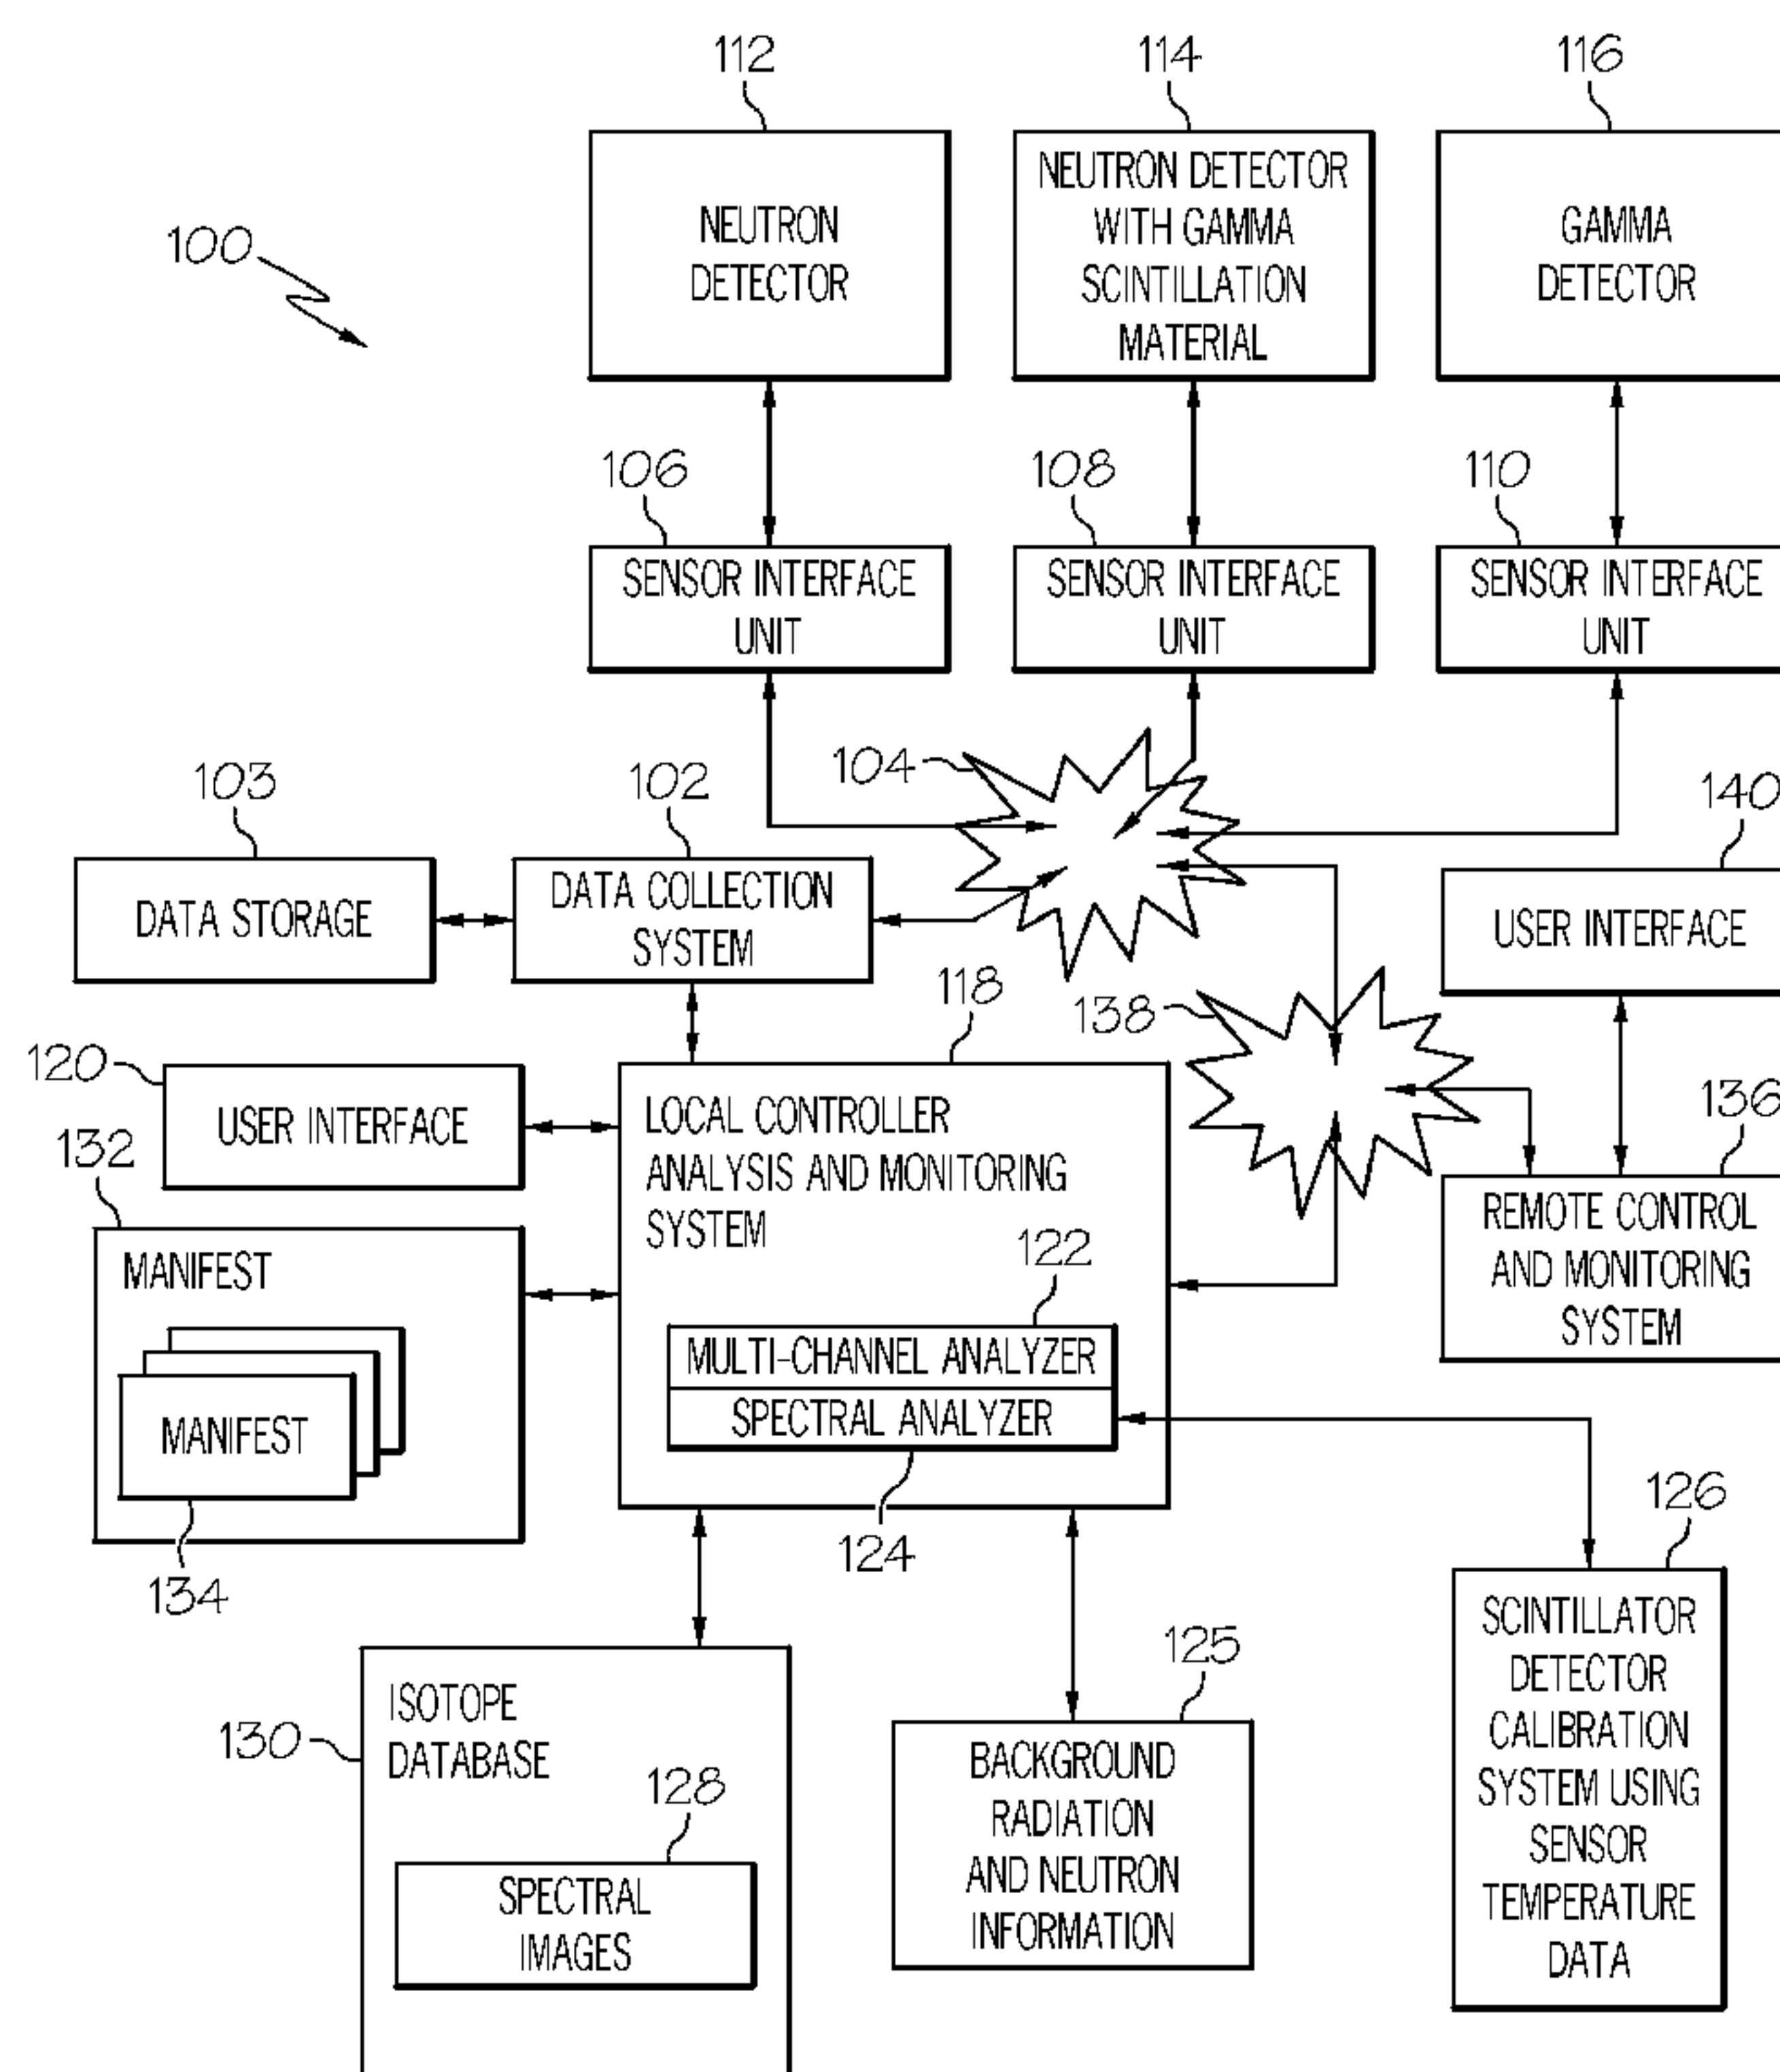 112
114
116
100
NEUTRON
DETECTOR
NEUTRON DETECTOR
WITH GAMMA
SCINTILLATION
MATERIAL
GAMMA
DETECTOR
106
108
110
SENSOR INTERFACE
UNIT
SENSOR INTERFACE
UNIT
SENSOR INTERFACE
UNIT
104
103
102
140
DATA STORAGE
DATA COLLECTION
SYSTEM
USER INTERFACE
118
138
120
USER INTERFACE
132
136
LOCAL CONTROLLER
ANALYSIS AND MONITORING
SYSTEM
REMOTE CONTROL
AND MONITORING
SYSTEM
MANIFEST
MANIFEST
134
122
MULTI-CHANNEL ANALYZER
SPECTRAL ANALYZER
124
126
SCINTILLATOR
DETECTOR
CALIBRATION
SYSTEM USING
SENSOR
TEMPERATURE
DATA
125
BACKGROUND
RADIATION
AND NEUTRON
INFORMATION
130
ISOTOPE
DATABASE
128
SPECTRAL
IMAGES